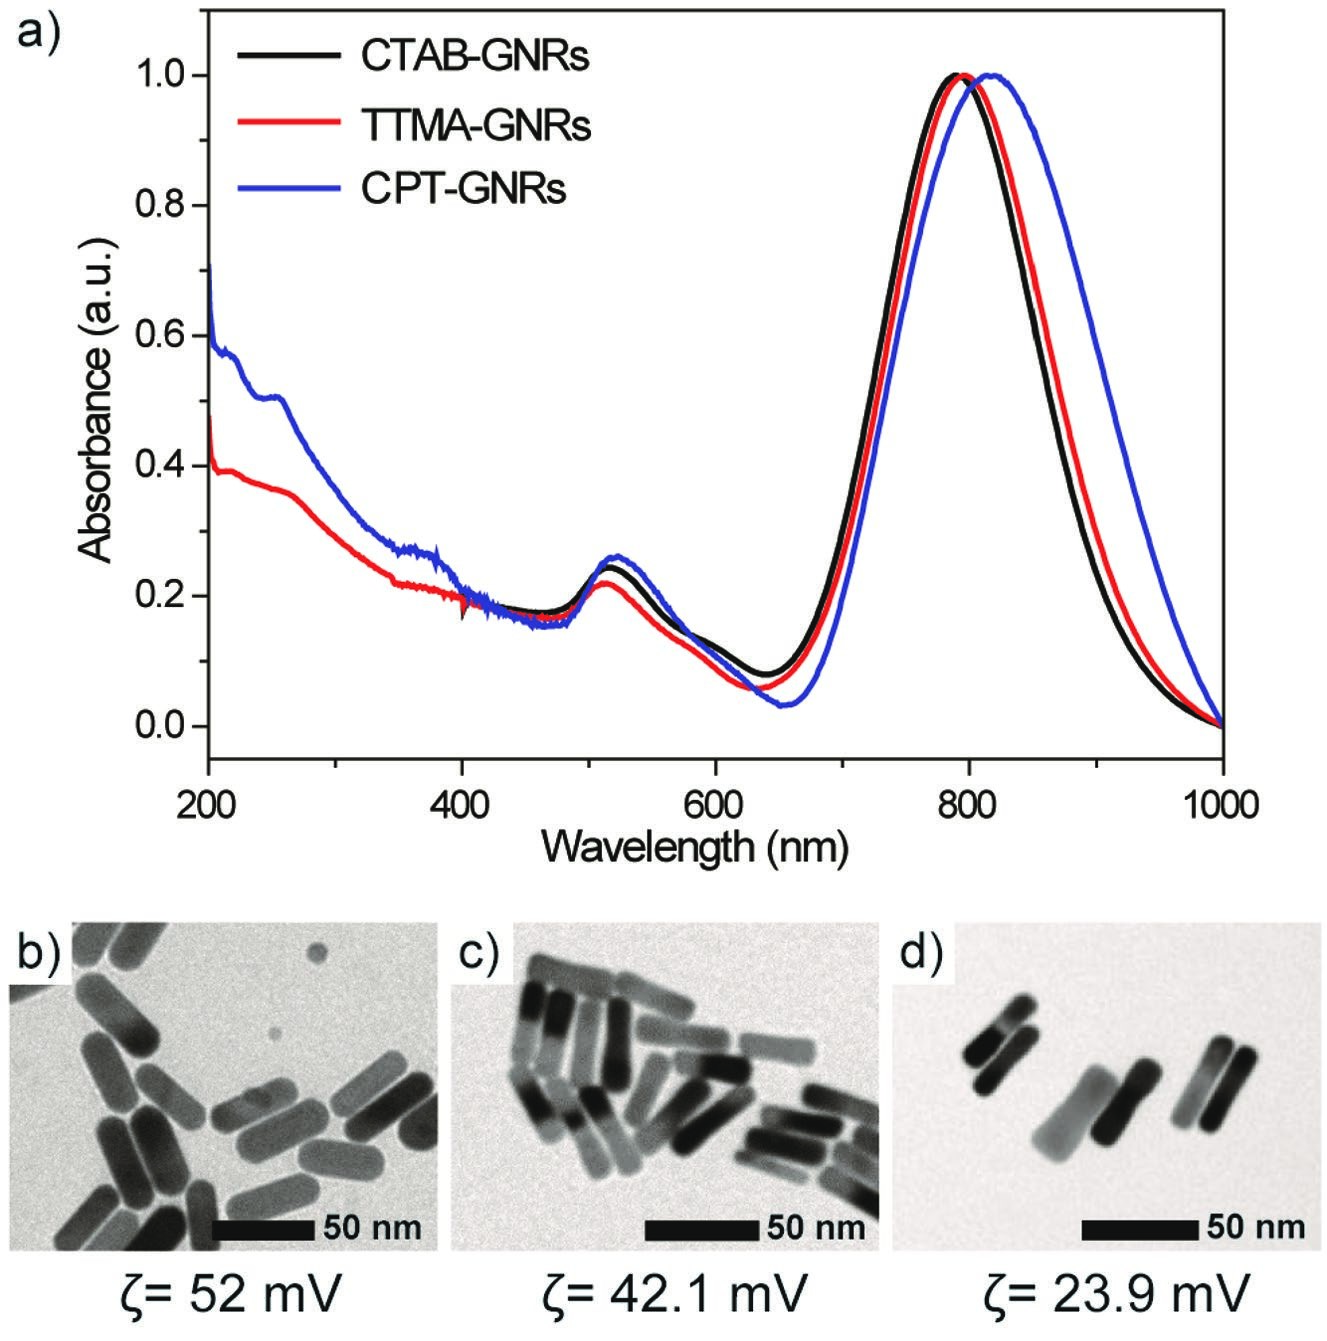 a)
CTAB-GNRs
TTMA-GNRs
CPT-GNRs
Absorbance (a.u.)
1.0
0.8
0.6
0.4
0.2
0.0
200 400 600 800 1000
Wavelength (nm)
b) c) d)
50 nm 50 nm 50 nm
ζ= 52 mV ζ= 42.1 mV ζ= 23.9 mV